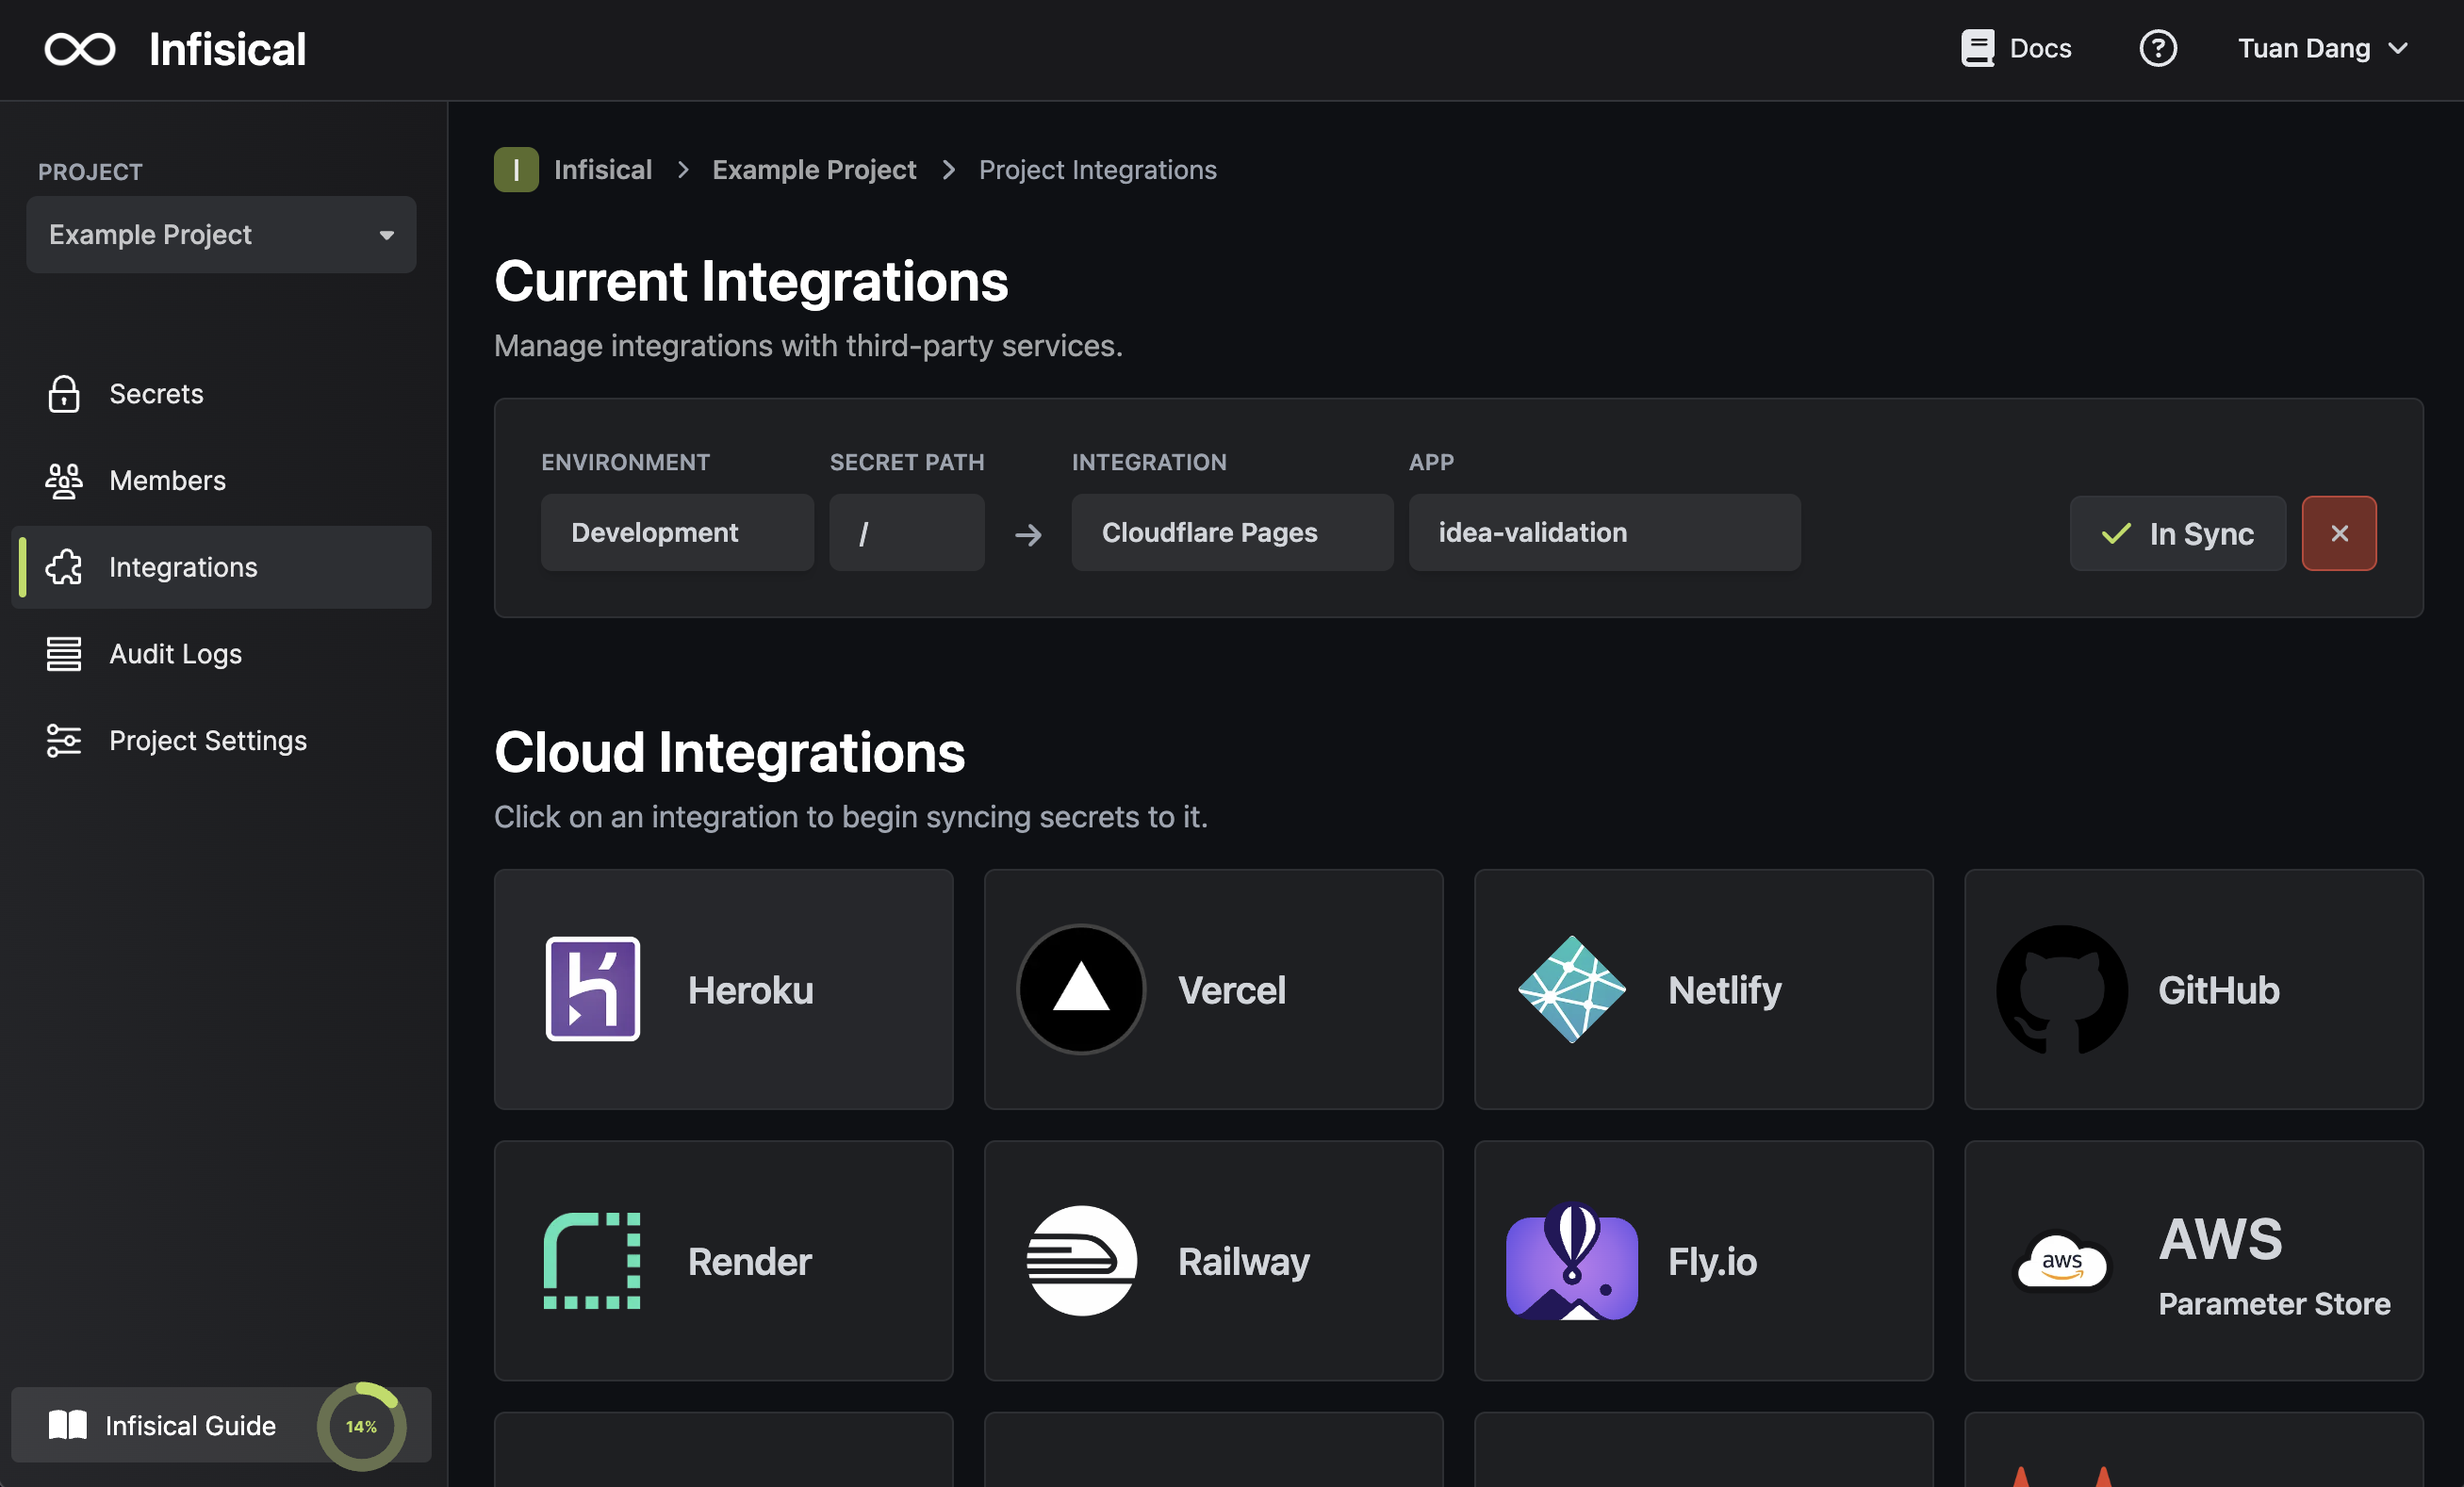 Infisical
Docs
?
Tuan Dang
PROJECT
Example Project
Secrets
Members
Integrations
Audit Logs
Project Settings
Infisical Guide
14%
I Infisical > Example Project > Project Integrations
Current Integrations
Manage integrations with third-party services.
ENVIRONMENT SECRET PATH INTEGRATION APP
Development / → Cloudflare Pages idea-validation In Sync
Cloud Integrations
Click on an integration to begin syncing secrets to it.
Heroku
Vercel
Netlify
GitHub
Render
Railway
Fly.io
aws
AWS
Parameter Store